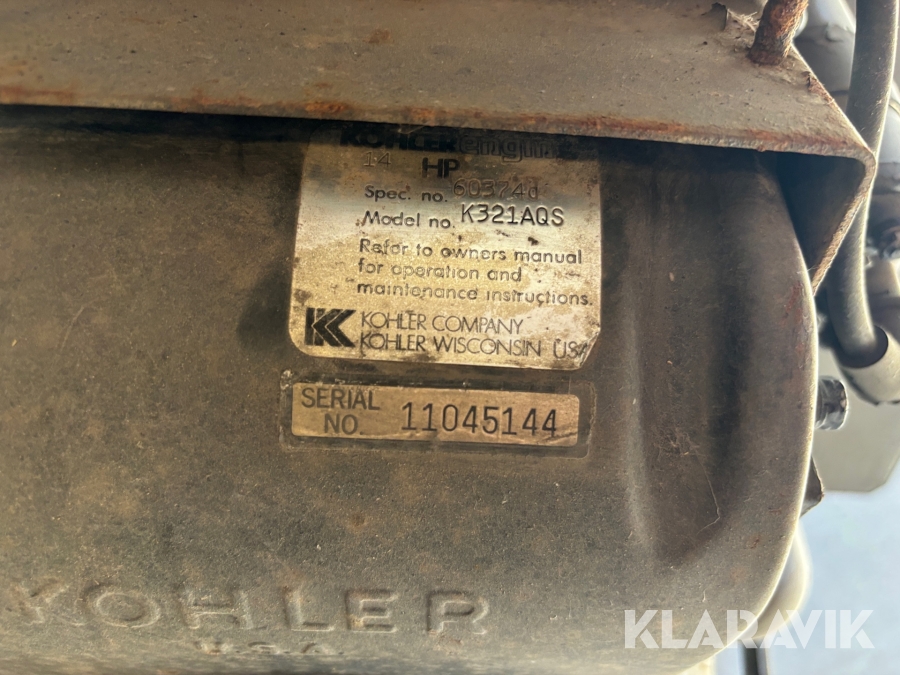 KOHLER engine
14 HP
Spec. no. 60374d
Model no. K321AQS
Refer to owners manual
for operation and
maintenance instructions.
KOHLER COMPANY
KOHLER WISCONSIN USA
SERIAL NO. 11045144
KOHLER
U.S.A.
KLARAVIK